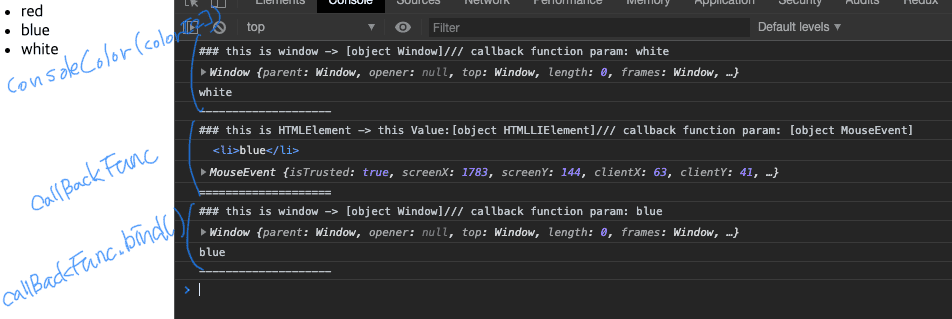 red
blue
white
consoleColor(color
callBackFunc
callBackFunc.bind(
Elements
Console
Sources
Network
Performance
Memory
Application
Security
Audits
top
Filter
Default levels
### this is window -> [object Window]/// callback function param: white
Window {parent: Window, opener: null, top: Window, length: 0, frames: Window, …}
white
--------------------
### this is HTMLElement -> this Value:[object HTMLLIElement]/// callback function param: [object MouseEvent]
<li>blue</li>
MouseEvent {isTrusted: true, screenX: 1783, screenY: 144, clientX: 63, clientY: 41, …}
====================
### this is window -> [object Window]/// callback function param: blue
Window {parent: Window, opener: null, top: Window, length: 0, frames: Window, …}
blue
--------------------
>